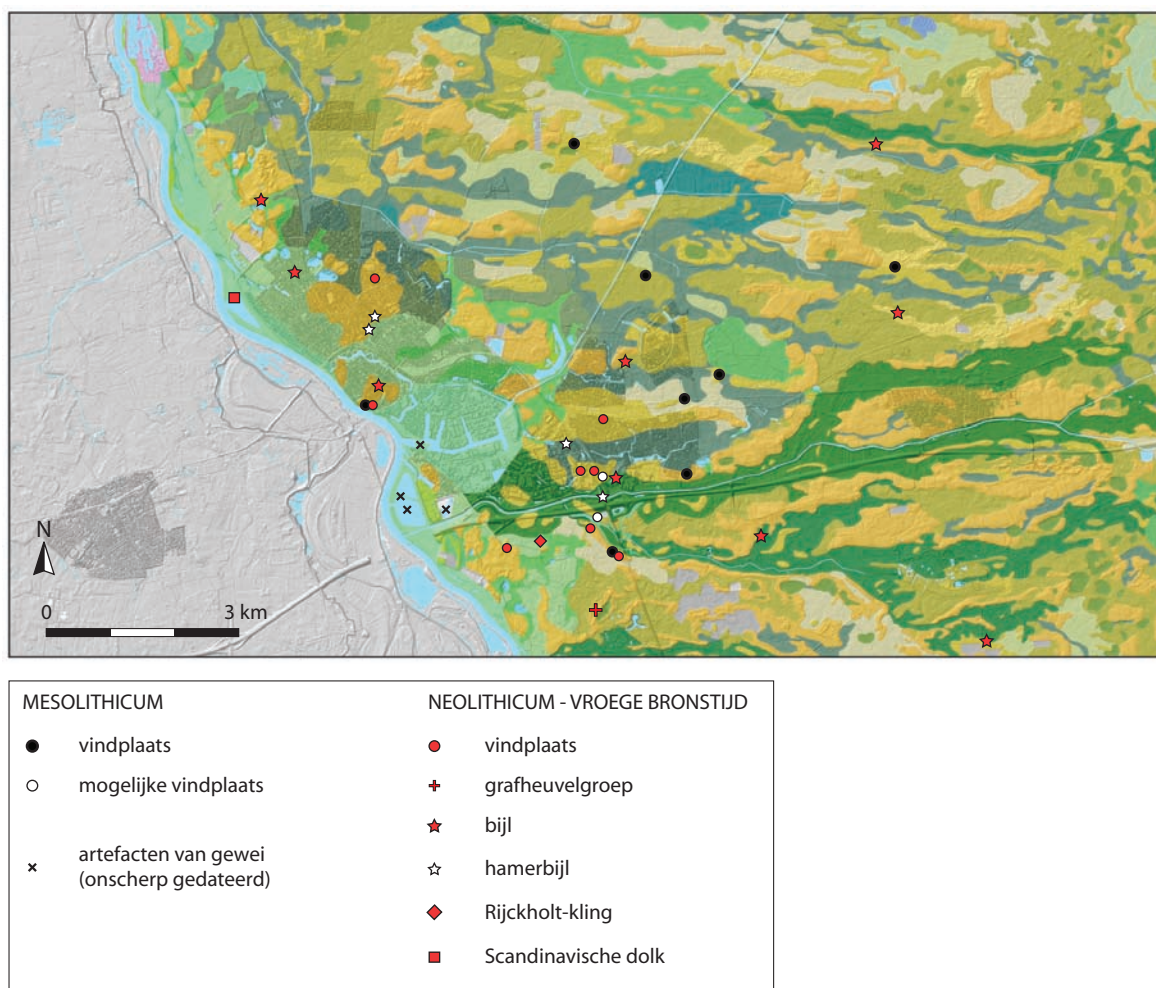 N
0 3 km
MESOLITHICUM
vindplaats
mogelijke vindplaats
artefacten van gewei
(onscherp gedateerd)
NEOLITHICUM - VROEGE BRONSTIJD
vindplaats
grafheuvelgroep
bijl
hamerbijl
Rijckholt-kling
Scandinavische dolk